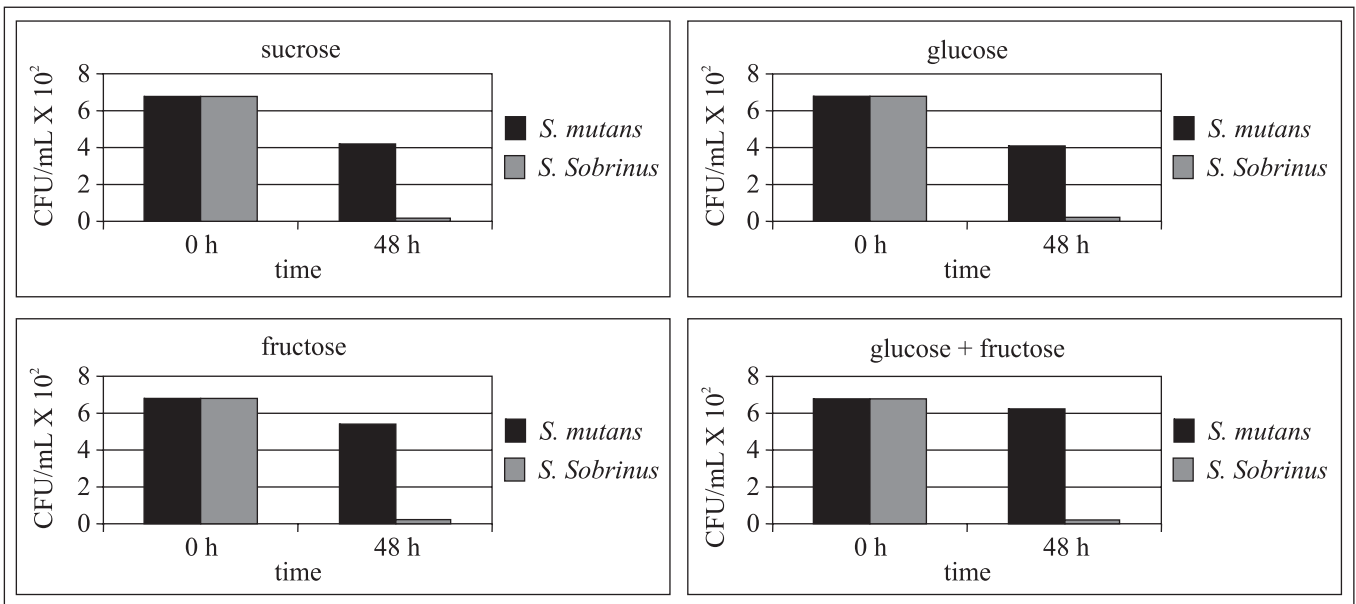 sucrose
CFU/mL X 10²
8
6
4
2
0
0 h
48 h
time
S. mutans
S. Sobrinus
glucose
CFU/mL X 10²
8
6
4
2
0
0 h
48 h
time
S. mutans
S. Sobrinus
fructose
CFU/mL X 10²
8
6
4
2
0
0 h
48 h
time
S. mutans
S. Sobrinus
glucose + fructose
CFU/mL X 10²
8
6
4
2
0
0 h
48 h
time
S. mutans
S. Sobrinus